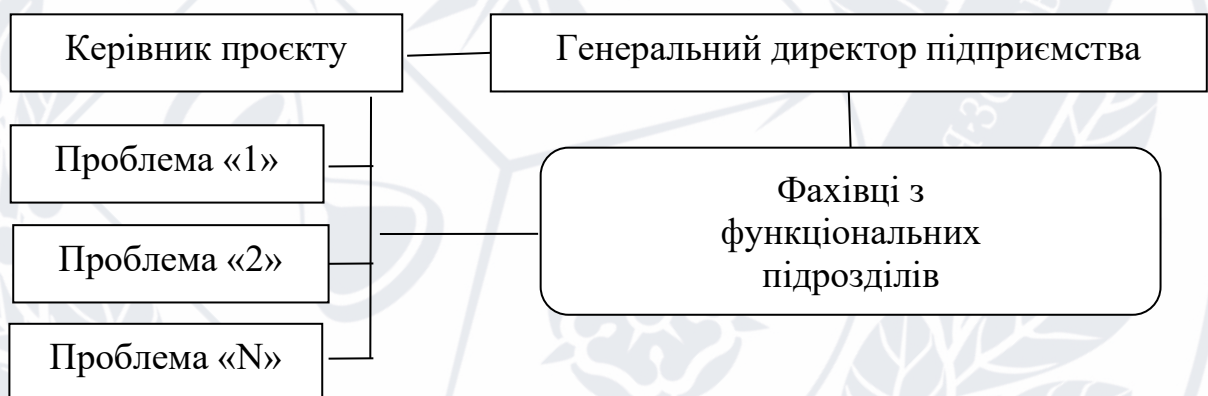 Керівник проєкту
Генеральний директор підприємства
Проблема «1»
Проблема «2»
Проблема «N»
Фахівці з
функціональних
підрозділів